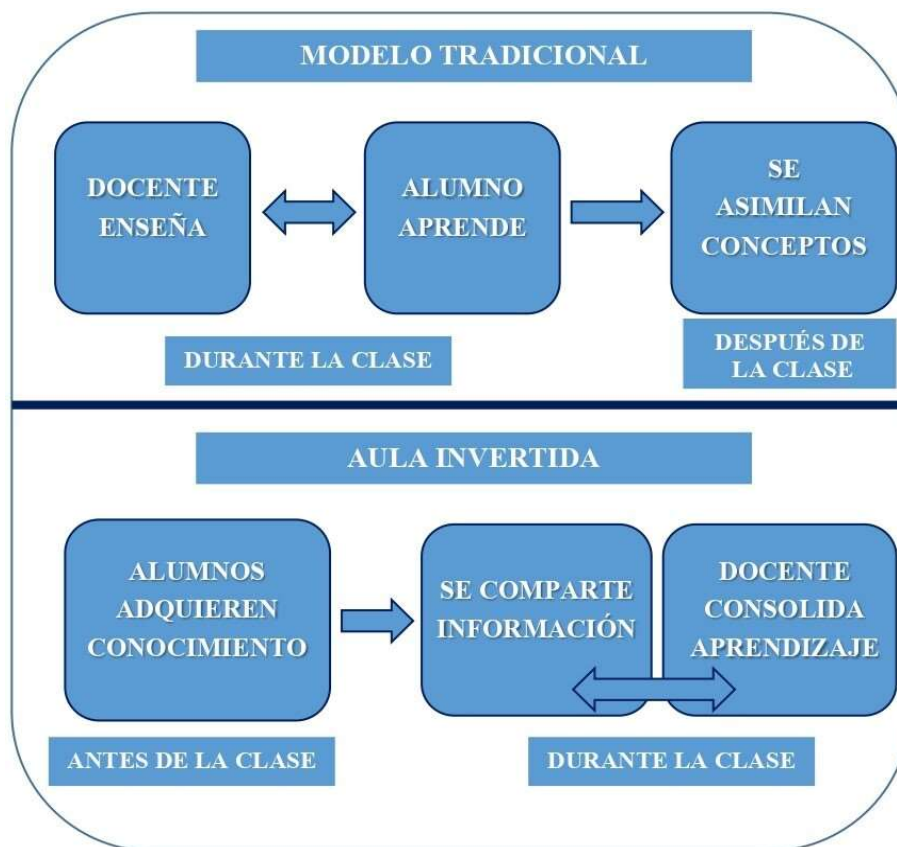 MODELO TRADICIONAL
DOCENTE
ENSEÑA
ALUMNO
APRENDE
SE
ASIMILAN
CONCEPTOS
DURANTE LA CLASE
DESPUÉS DE
LA CLASE
AULA INVERTIDA
ALUMNOS
ADQUIEREN
CONOCIMIENTO
SE COMPARTE
INFORMACIÓN
DOCENTE
CONSOLIDA
APRENDIZAJE
ANTES DE LA CLASE
DURANTE LA CLASE